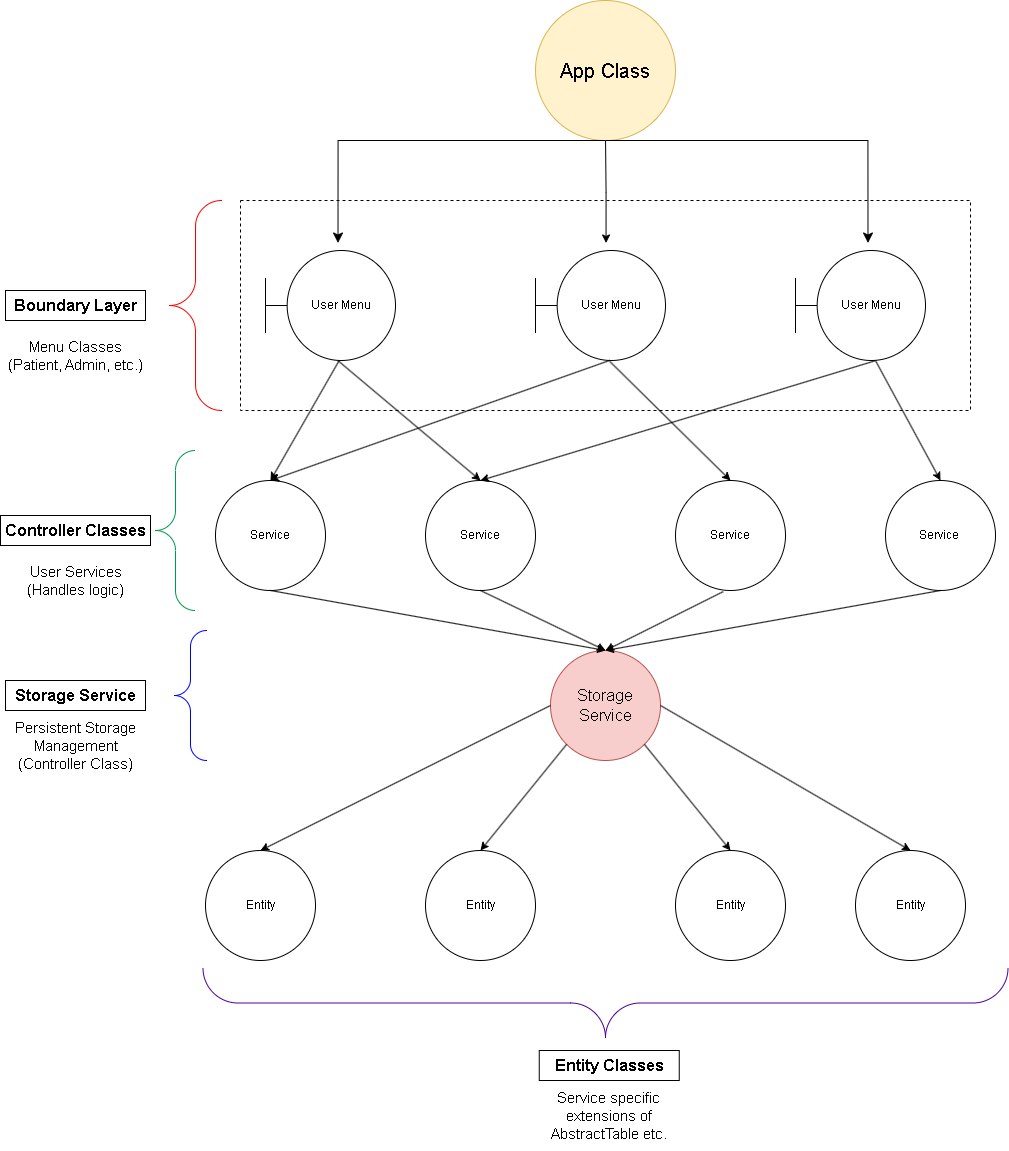 App Class
User Menu
User Menu
User Menu
Boundary Layer
Menu Classes
(Patient, Admin, etc.)
Service
Service
Service
Service
Controller Classes
User Services
(Handles logic)
Storage Service
Persistent Storage
Management
(Controller Class)
Storage
Service
Entity
Entity
Entity
Entity
Entity Classes
Service specific
extensions of
AbstractTable etc.